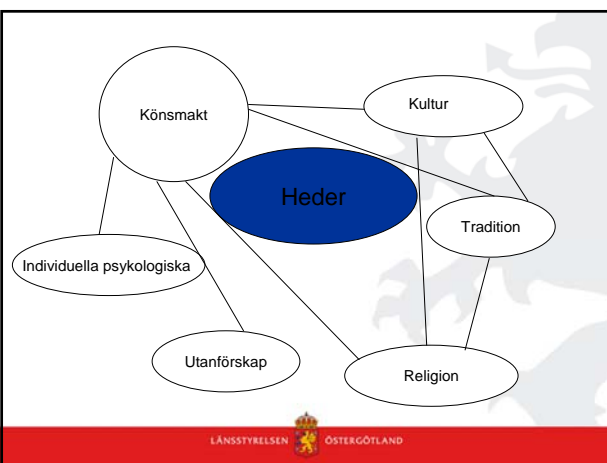 Könsmakt
Kultur
Heder
Tradition
Individuella psykologiska
Utanförskap
Religion
LÄNSSTYRELSEN ÖSTERGÖTLAND